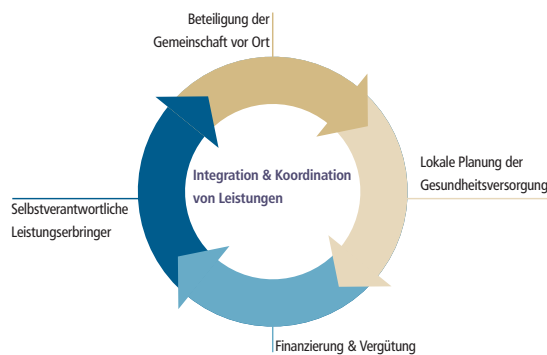 Beteiligung der
Gemeinschaft vor Ort
Lokale Planung der
Gesundheitsversorgung
Integration & Koordination
von Leistungen
Selbstverantwortliche
Leistungserbringer
Finanzierung & Vergütung